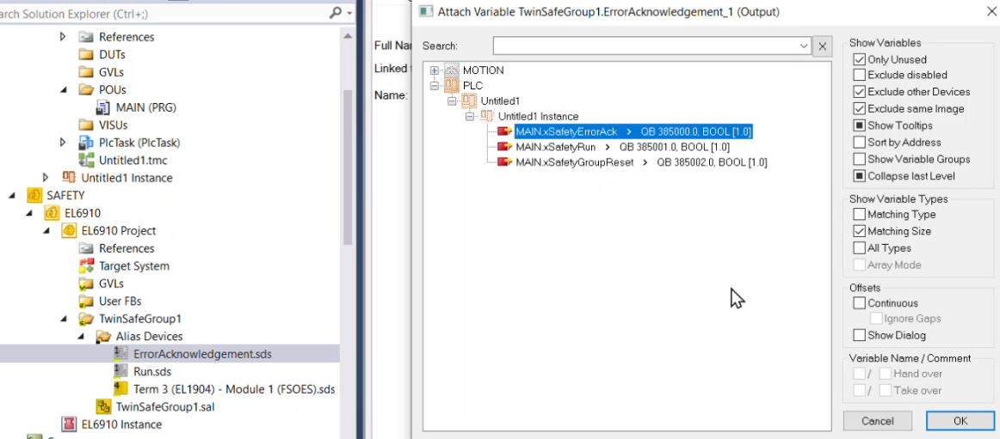 arch Solution Explorer (Ctrl+;)
References
DUTs
GVLs
POUs
MAIN (PRG)
VISUs
PlcTask (PlcTask)
Untitled1.tmc
Untitled1 Instance
SAFETY
EL6910
EL6910 Project
References
Target System
GVLs
User FBs
TwinSafeGroup1
Alias Devices
ErrorAcknowledgement.sds
Run.sds
Term 3 (EL1904) - Module 1 (FSOES).sds
TwinSafeGroup1.sal
EL6910 Instance
Full Nar
Linked t
Name:
Attach Variable TwinSafeGroup1.ErrorAcknowledgement_1 (Output)
Search:
MOTION
PLC
Untitled1
Untitled1 Instance
MAIN.xSafetyErrorAck > QB 385000.0, BOOL [1.0]
MAIN.xSafetyRun > QB 385001.0, BOOL [1.0]
MAIN.xSafetyGroupReset > QB 385002.0, BOOL [1.0]
Show Variables
Only Unused
Exclude disabled
Exclude other Devices
Exclude same Image
Show Tooltips
Sort by Address
Show Variable Groups
Collapse last Level
Show Variable Types
Matching Type
Matching Size
All Types
Array Mode
Offsets
Continuous
Ignore Gaps
Show Dialog
Variable Name / Comment
/ Hand over
/ Take over
Cancel
OK